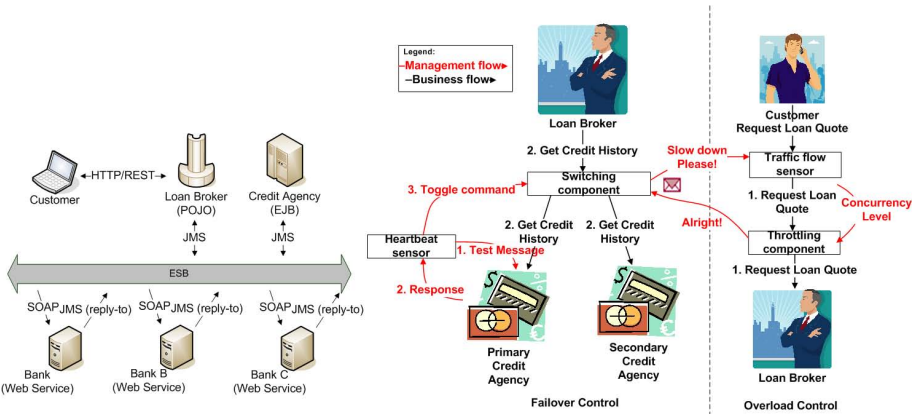 Customer
HTTP/REST
Loan Broker
(POJO)
Credit Agency
(EJB)
JMS
JMS
ESB
SOAP
JMS (reply-to)
SOAP
JMS (reply-to)
SOAP
JMS (reply-to)
Bank
(Web Service)
Bank B
(Web Service)
Bank C
(Web Service)
Legend:
Management flow
Business flow
Loan Broker
2. Get Credit History
Switching
component
3. Toggle command
Heartbeat
sensor
1. Test Message
2. Response
2. Get Credit
History
2. Get Credit
History
Primary
Credit
Agency
Secondary
Credit
Agency
Failover Control
Slow down
Please!
Alright!
Customer
Request Loan Quote
Traffic flow
sensor
1. Request Loan
Quote
Concurrency
Level
Throttling
component
1. Request Loan Quote
Loan Broker
Overload Control